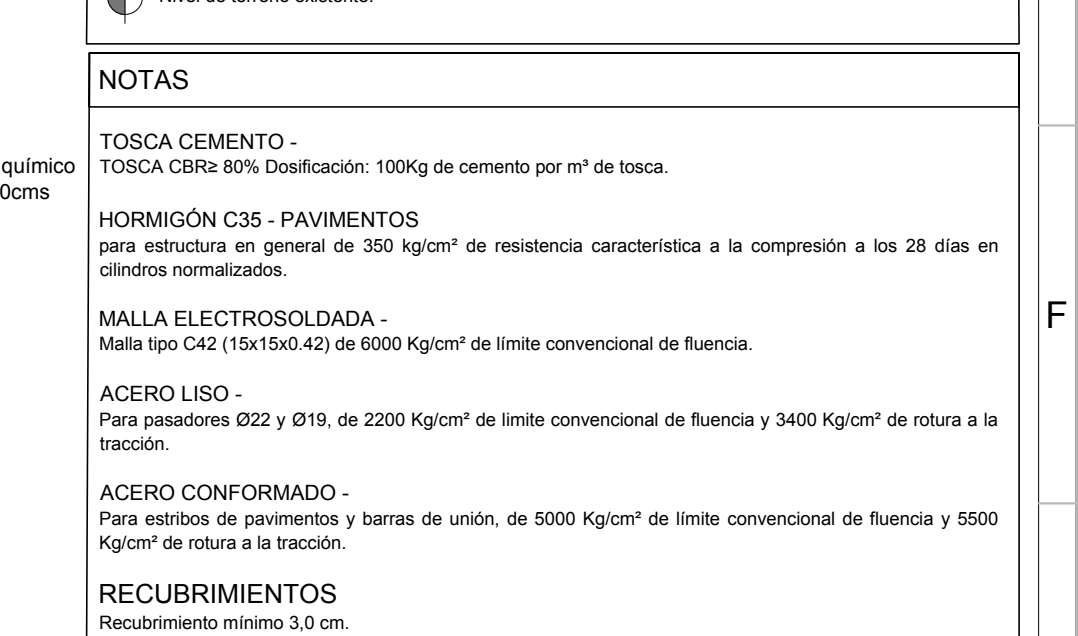 Nivel de terreno existente.
NOTAS
TOSCA CEMENTO -
TOSCA CBR≥ 80% Dosificación: 100Kg de cemento por m³ de tosca.
químico
0cms
HORMIGÓN C35 - PAVIMENTOS
para estructura en general de 350 kg/cm² de resistencia característica a la compresión a los 28 días en
cilindros normalizados.
MALLA ELECTROSOLDADA -
Malla tipo C42 (15x15x0.42) de 6000 Kg/cm² de límite convencional de fluencia.
F
ACERO LISO -
Para pasadores Ø22 y Ø19, de 2200 Kg/cm² de limite convencional de fluencia y 3400 Kg/cm² de rotura a la
tracción.
ACERO CONFORMADO -
Para estribos de pavimentos y barras de unión, de 5000 Kg/cm² de límite convencional de fluencia y 5500
Kg/cm² de rotura a la tracción.
RECUBRIMIENTOS
Recubrimiento mínimo 3,0 cm.